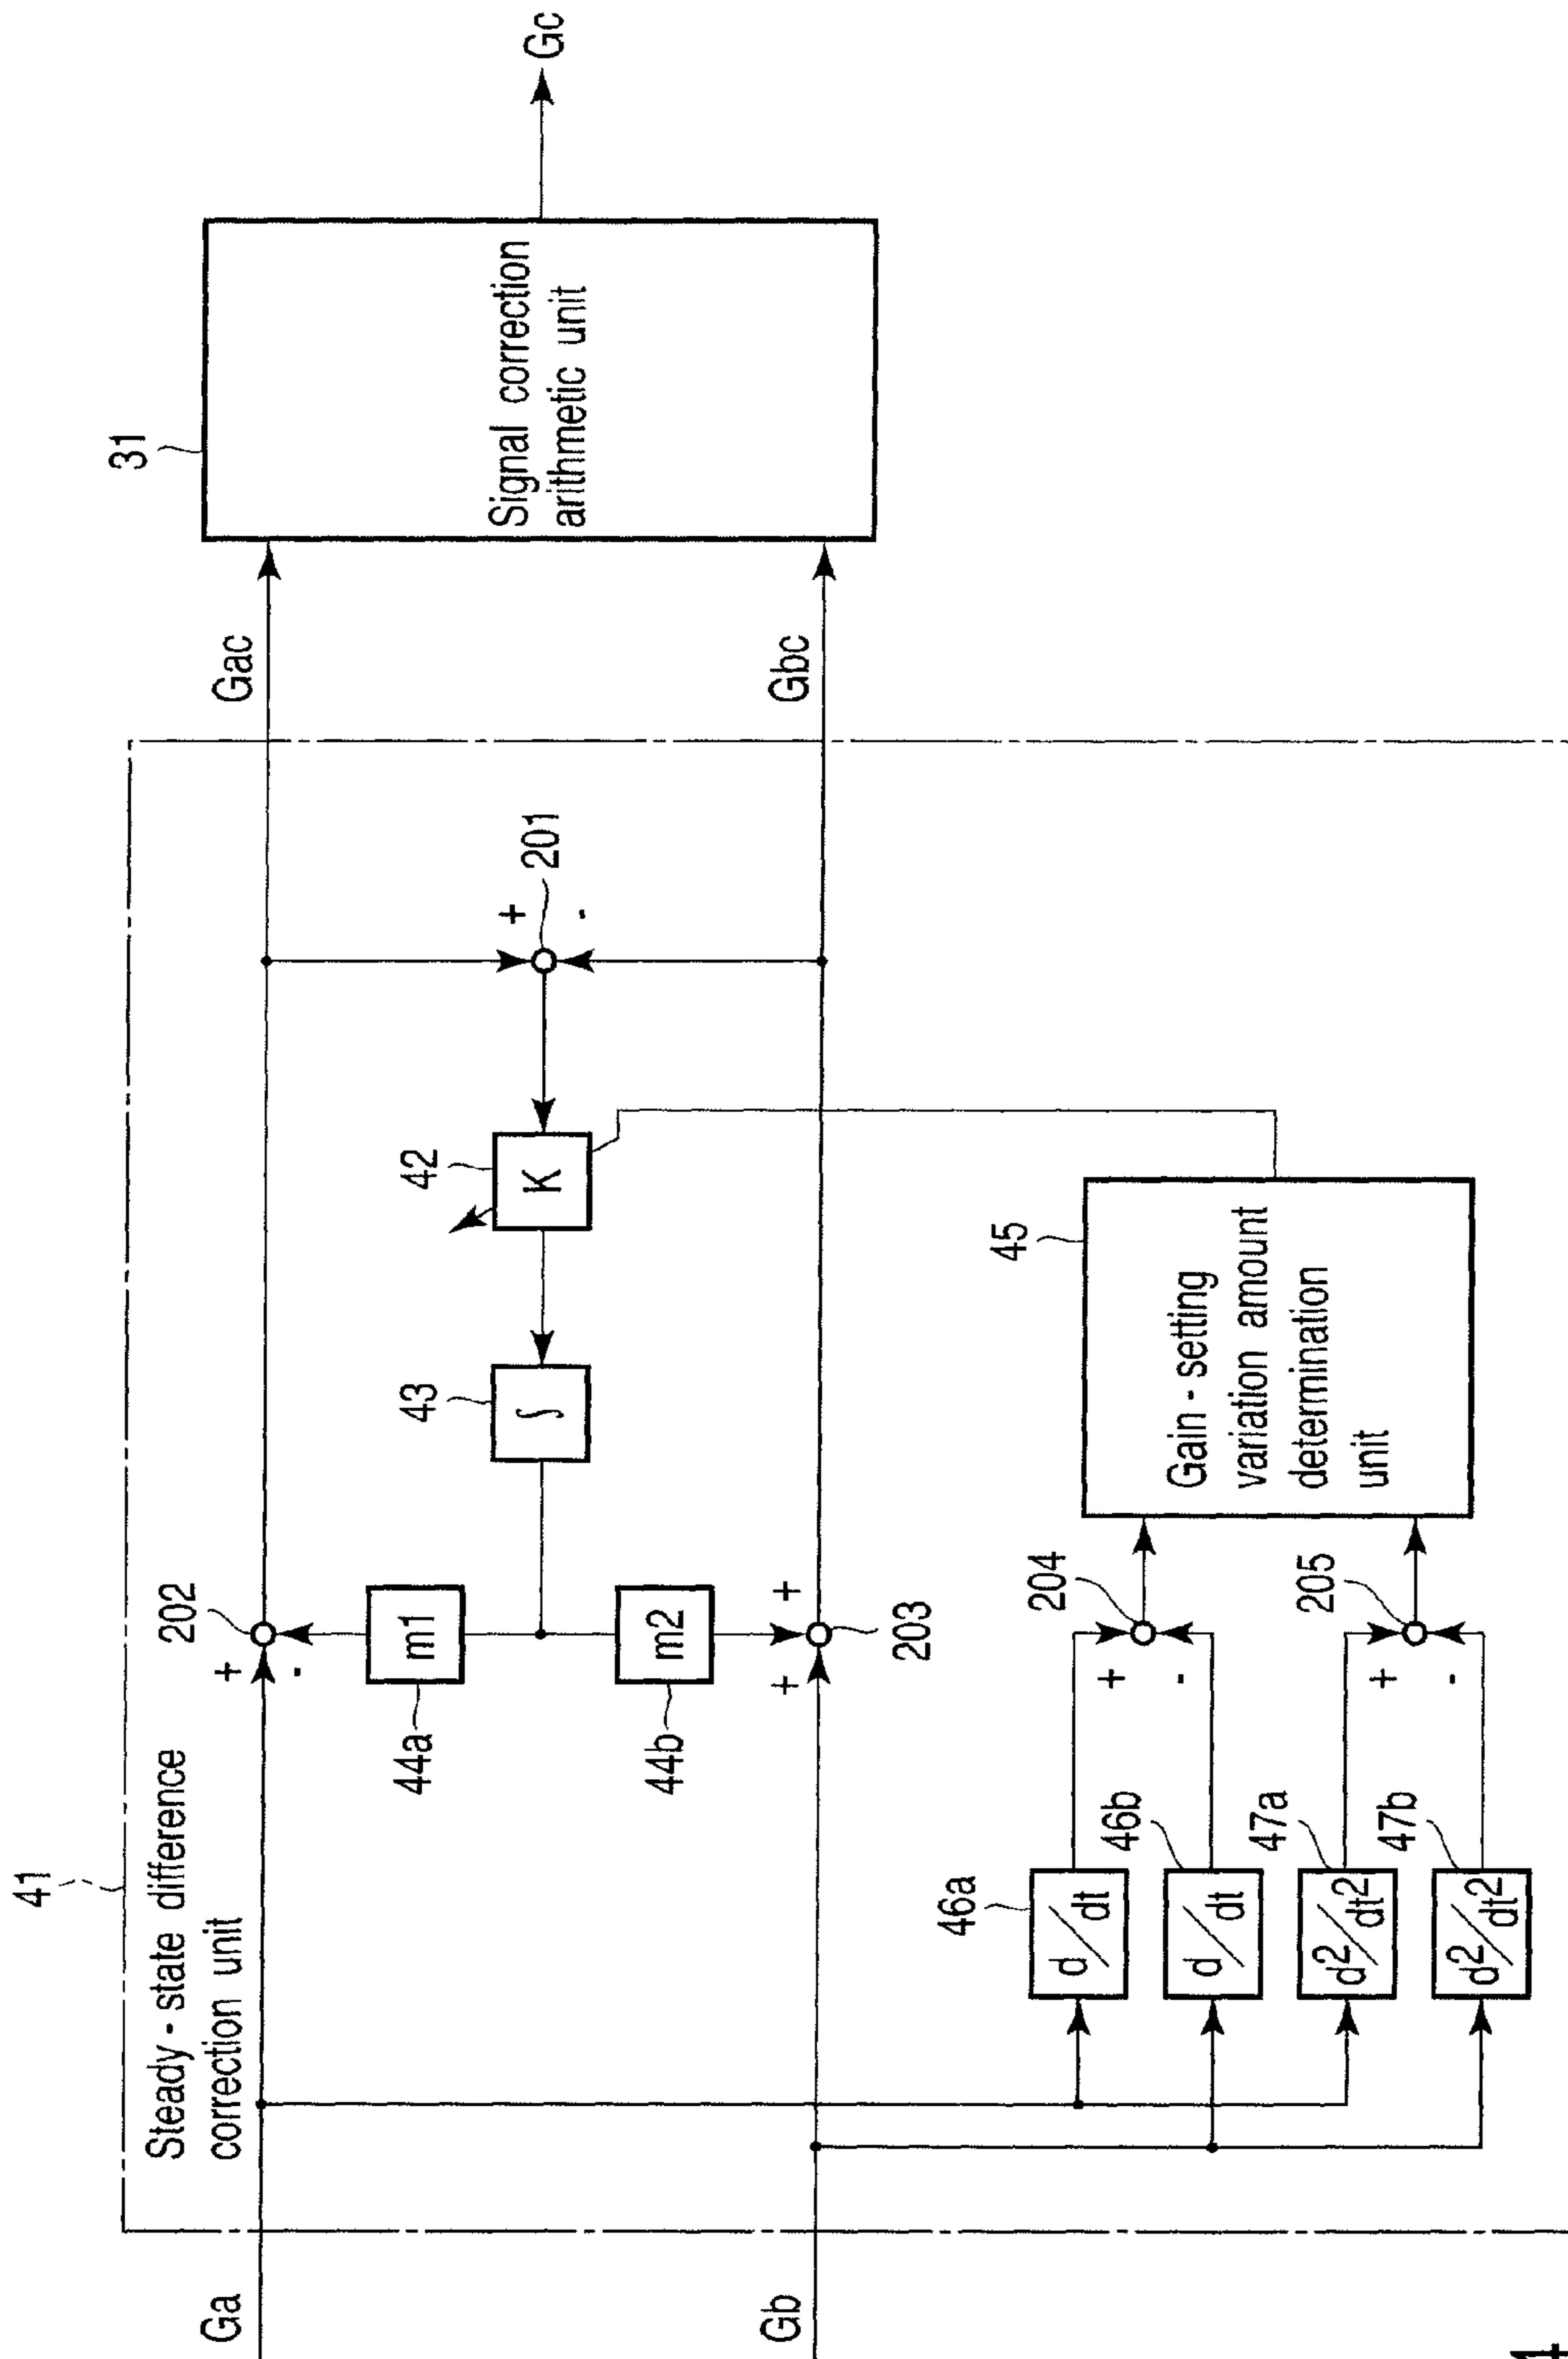 41
Steady - state difference
correction unit
Ga
Gb
202
+
-
44a
m1
44b
m2
+
+
203
43
∫
42
K
201
+
-
Gac
Gbc
31
Signal correction
arithmetic unit
Gc
46a
d/dt
46b
d/dt
47a
d²/dt²
47b
d²/dt²
204
+
-
205
+
-
45
Gain - setting
variation amount
determination
unit